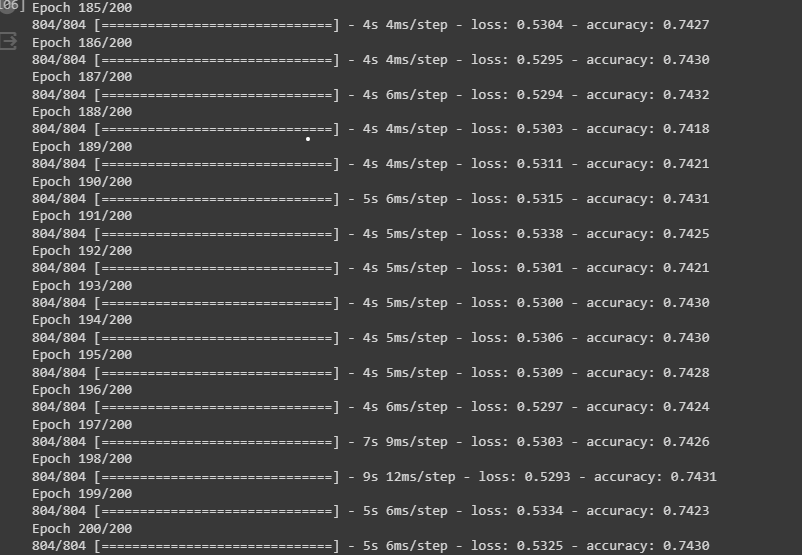 106] Epoch 185/200
804/804 [==============================] - 4s 4ms/step - loss: 0.5304 - accuracy: 0.7427
Epoch 186/200
804/804 [==============================] - 4s 4ms/step - loss: 0.5295 - accuracy: 0.7430
Epoch 187/200
804/804 [==============================] - 4s 6ms/step - loss: 0.5294 - accuracy: 0.7432
Epoch 188/200
804/804 [==============================] - 4s 4ms/step - loss: 0.5303 - accuracy: 0.7418
Epoch 189/200
804/804 [==============================] - 4s 4ms/step - loss: 0.5311 - accuracy: 0.7421
Epoch 190/200
804/804 [==============================] - 5s 6ms/step - loss: 0.5315 - accuracy: 0.7431
Epoch 191/200
804/804 [==============================] - 4s 5ms/step - loss: 0.5338 - accuracy: 0.7425
Epoch 192/200
804/804 [==============================] - 4s 5ms/step - loss: 0.5301 - accuracy: 0.7421
Epoch 193/200
804/804 [==============================] - 4s 5ms/step - loss: 0.5300 - accuracy: 0.7430
Epoch 194/200
804/804 [==============================] - 4s 5ms/step - loss: 0.5306 - accuracy: 0.7430
Epoch 195/200
804/804 [==============================] - 4s 5ms/step - loss: 0.5309 - accuracy: 0.7428
Epoch 196/200
804/804 [==============================] - 4s 6ms/step - loss: 0.5297 - accuracy: 0.7424
Epoch 197/200
804/804 [==============================] - 7s 9ms/step - loss: 0.5303 - accuracy: 0.7426
Epoch 198/200
804/804 [==============================] - 9s 12ms/step - loss: 0.5293 - accuracy: 0.7431
Epoch 199/200
804/804 [==============================] - 5s 6ms/step - loss: 0.5334 - accuracy: 0.7423
Epoch 200/200
804/804 [==============================] - 5s 6ms/step - loss: 0.5325 - accuracy: 0.7430